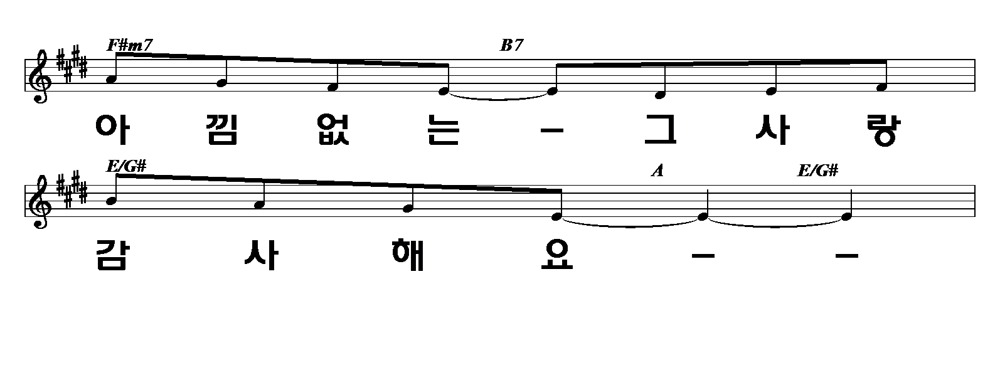 F#m7 B7
아 낌 없 는 – 그 사 랑
E/G# A E/G#
감 사 해 요 – –